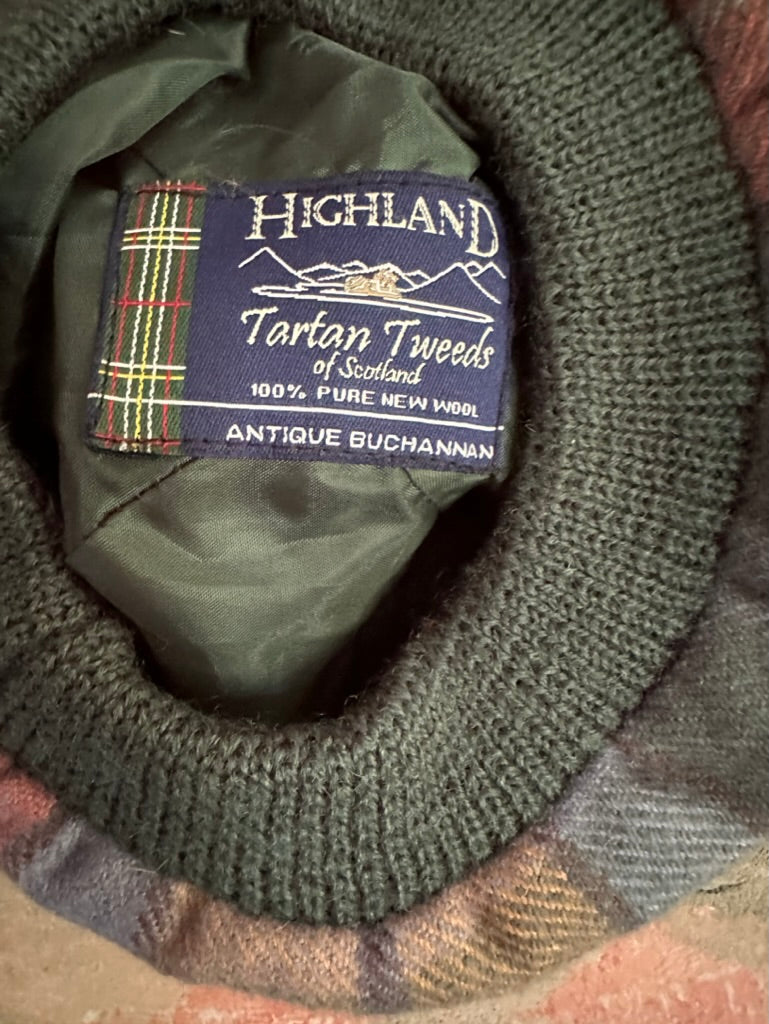 HIGHLAND
Tartan Tweeds
of Scotland
100% PURE NEW WOOL
ANTIQUE BUCHANNAN